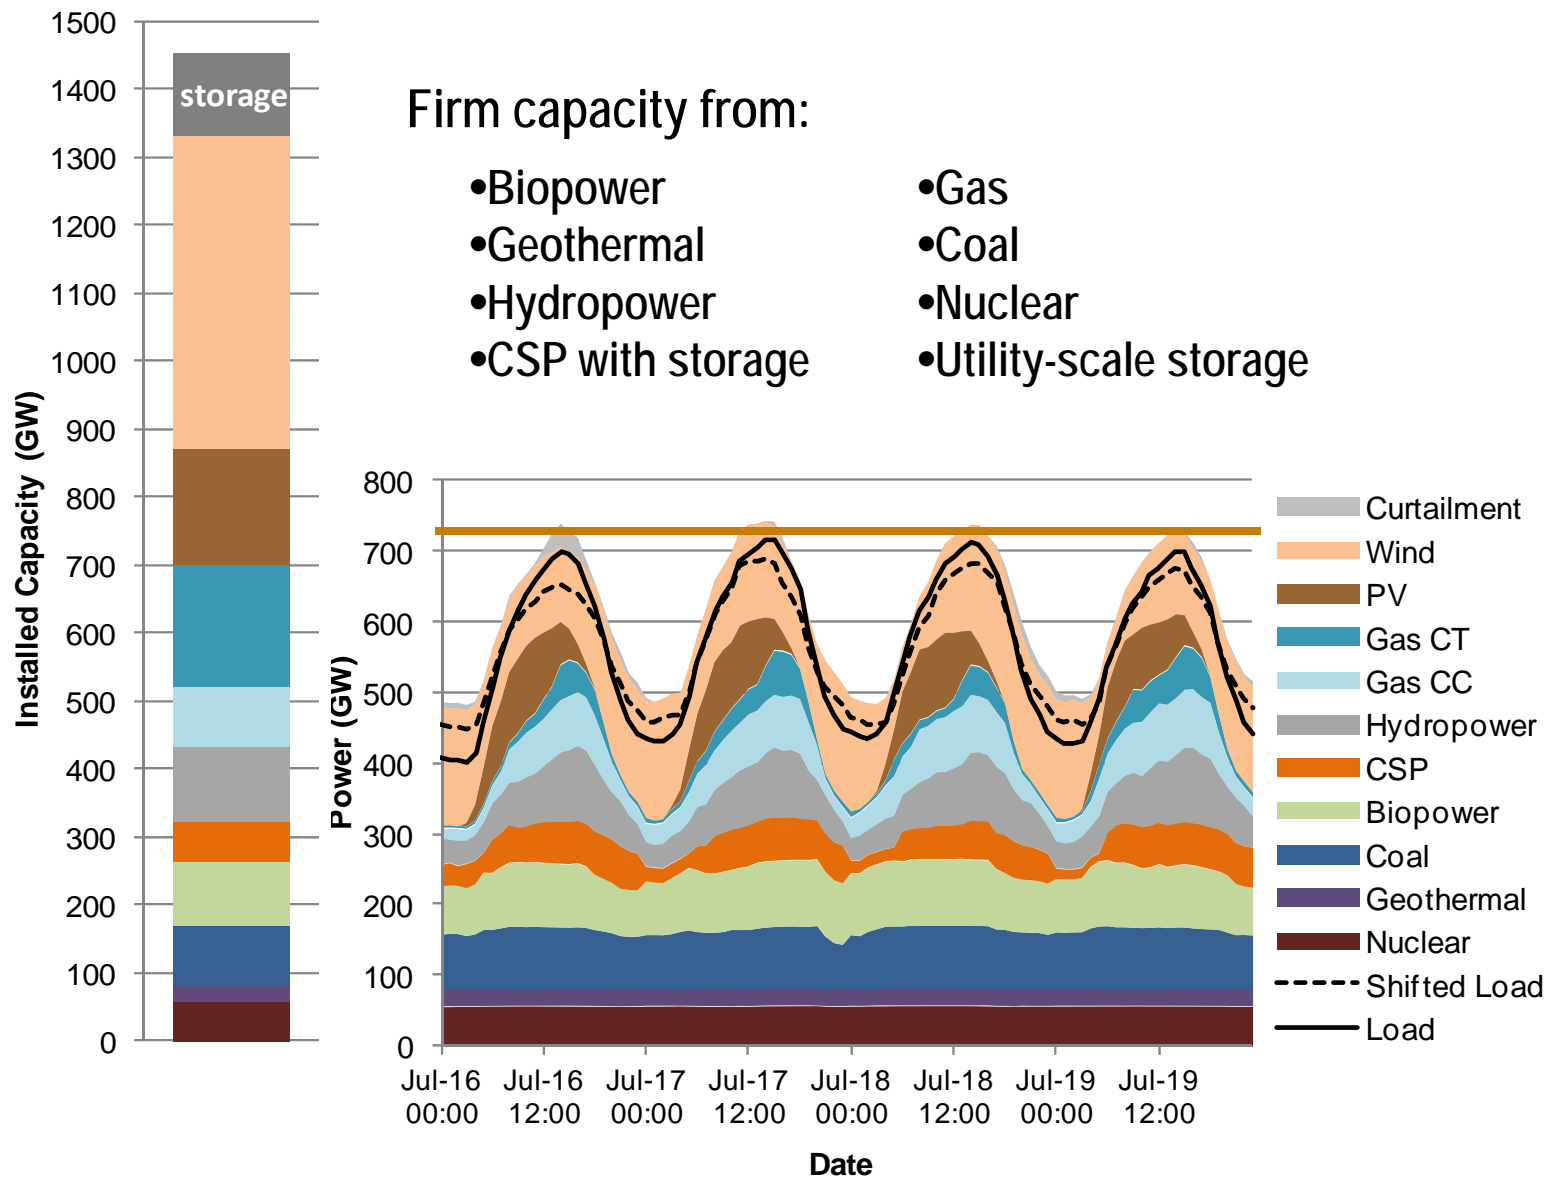 1500
1400
1300
1200
1100
1000
900
800
700
600
500
400
300
200
100
0
Installed Capacity (GW)
storage
Firm capacity from:
•Biopower
•Geothermal
•Hydropower
•CSP with storage
•Gas
•Coal
•Nuclear
•Utility-scale storage
800
700
600
500
400
300
200
100
0
Power (GW)
Jul-16 00:00
Jul-16 12:00
Jul-17 00:00
Jul-17 12:00
Jul-18 00:00
Jul-18 12:00
Jul-19 00:00
Jul-19 12:00
Date
Curtailment
Wind
PV
Gas CT
Gas CC
Hydropower
CSP
Biopower
Coal
Geothermal
Nuclear
Shifted Load
Load